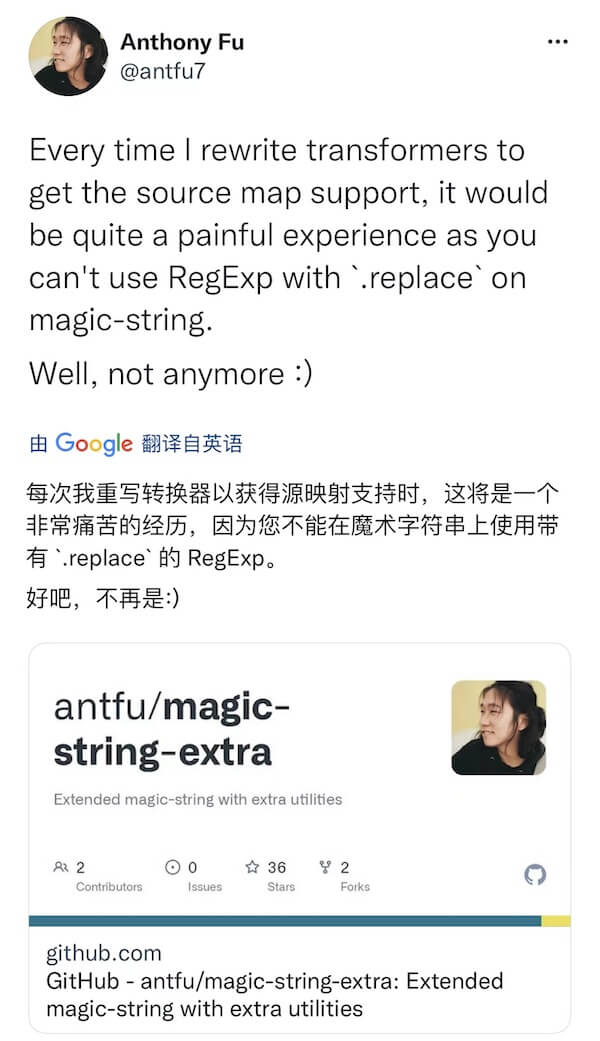 Anthony Fu
@antfu7
Every time I rewrite transformers to
get the source map support, it would
be quite a painful experience as you
can't use RegExp with `.replace` on
magic-string.
Well, not anymore :)
由 Google 翻译自英语
每次我重写转换器以获得源映射支持时，这将是一个
非常痛苦的经历，因为您不能在魔术字符串上使用带
有 `.replace` 的 RegExp。
好吧，不再是:)
antfu/magic-
string-extra
Extended magic-string with extra utilities
2 0 36 2
Contributors Issues Stars Forks
github.com
GitHub - antfu/magic-string-extra: Extended
magic-string with extra utilities